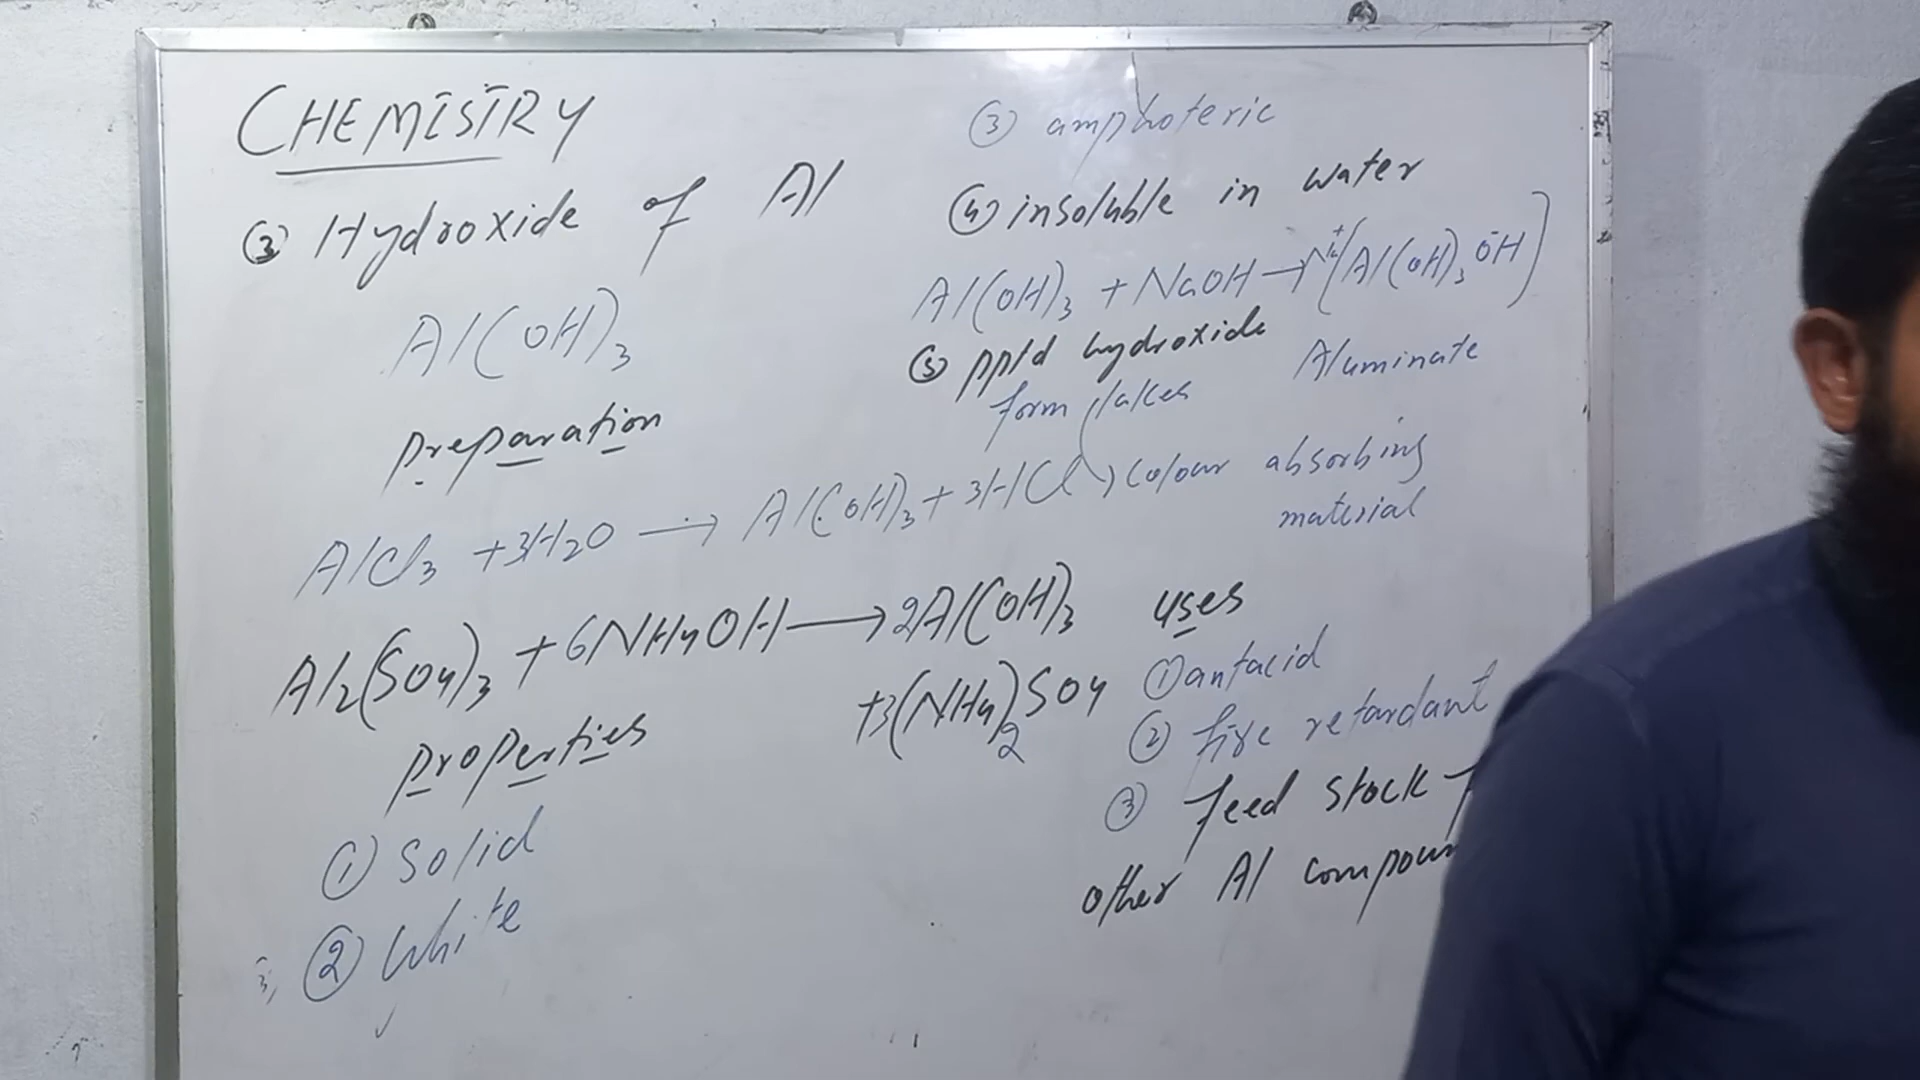 CHEMISTRY
③ Hydroxide of Al
Al(OH)3
Preparation
AlCl3 + 3H2O → Al(OH)3 + 3HCl
Al2(SO4)3 + 6NH4OH → 2Al(OH)3
+3(NH4)2SO4
Properties
① Solid
② White
③ amphoteric
④ insoluble in water
Al(OH)3 + NaOH → Na+[Al(OH)3 OH-]
Aluminate
⑤ pptd hydroxide
form flakes
colour absorbing
material
uses
① antacid
② fire retardant
③ feed stock
other Al